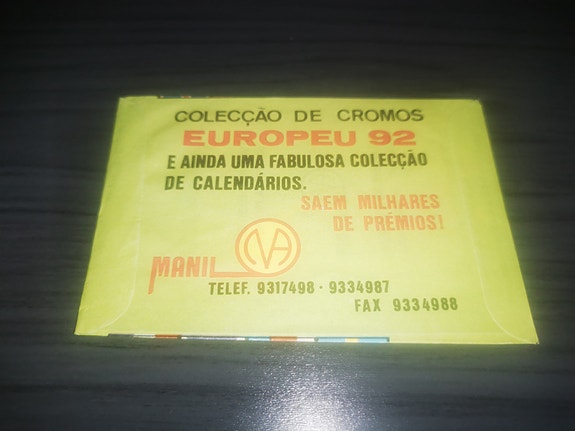 COLECÇÃO DE CROMOS
EUROPEU 92
E AINDA UMA FABULOSA COLECÇÃO
DE CALENDÁRIOS.
SAEM MILHARES
DE PRÉMIOS!
MANIL
TELEF. 9317498 · 9334987
FAX 9334988